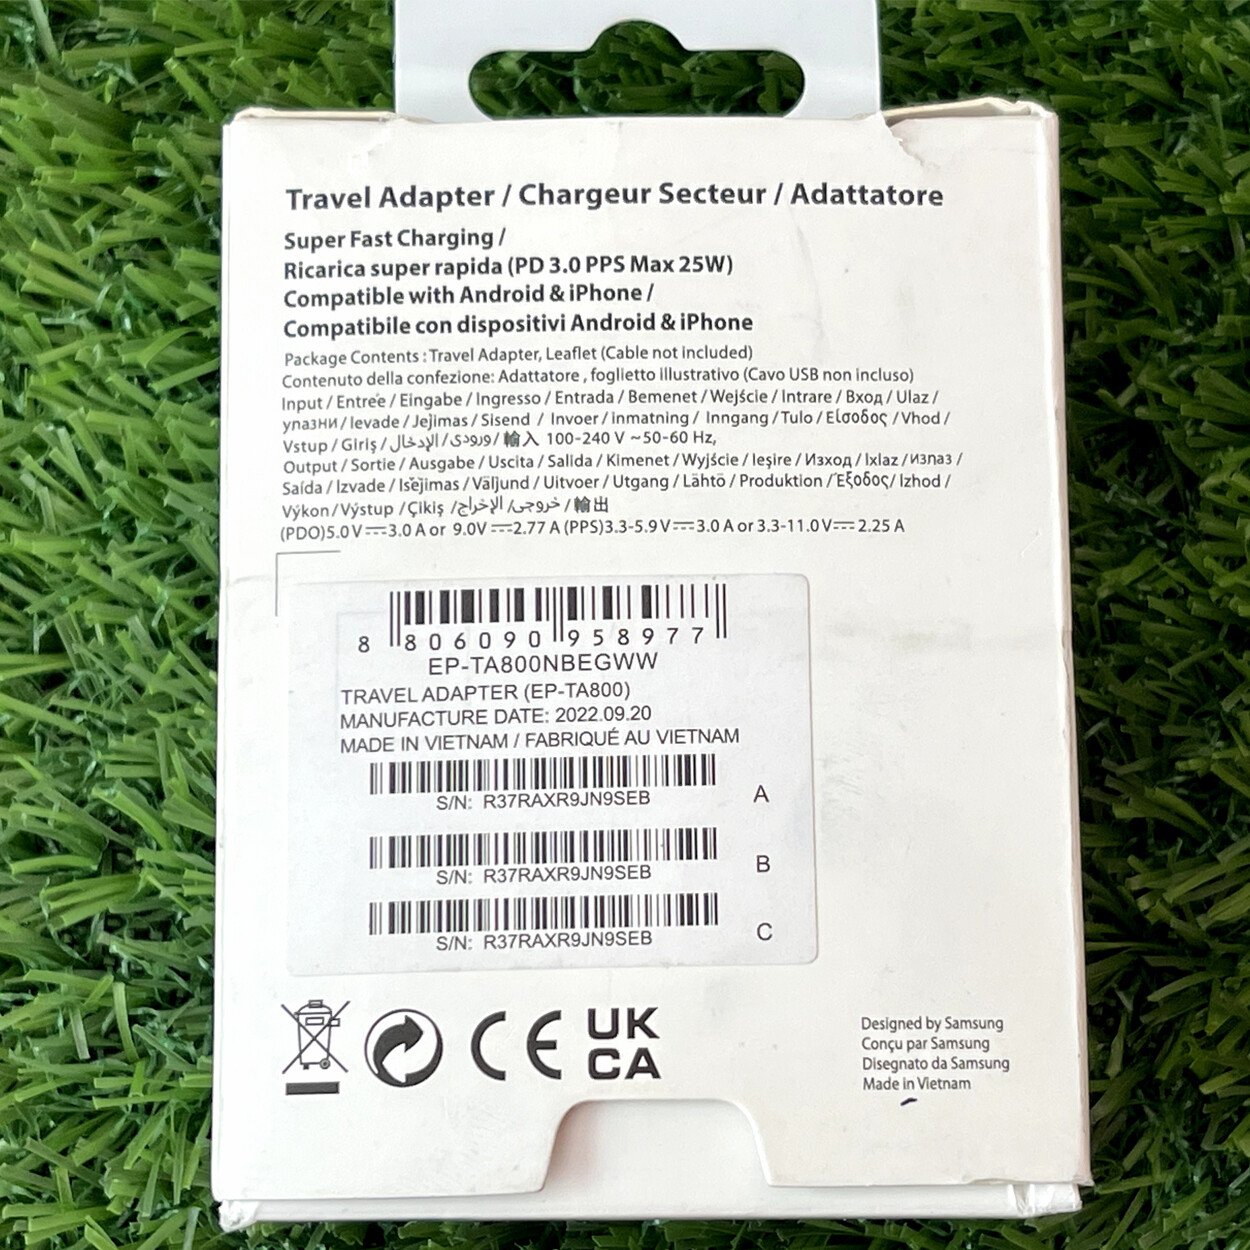 Travel Adapter / Chargeur Secteur / Adattatore
Super Fast Charging /
Ricarica super rapida (PD 3.0 PPS Max 25W)
Compatible with Android & iPhone /
Compatibile con dispositivi Android & iPhone
Package Contents : Travel Adapter, Leaflet (Cable not included)
Contenuto della confezione: Adattatore , foglietto illustrativo (Cavo USB non incluso)
Input / Entreé / Eingabe / Ingresso / Entrada / Bemenet / Wejście / Intrare / Вход / Ulaz /
упазни / Ievade / Jejimas / Sisend / Invoer / inmatning / Inngang / Tulo / Είσοδος / Vhod /
Vstup / Giriş / الإدخال / ورودی / 輸入 100-240 V ~50-60 Hz,
Output / Sortie / Ausgabe / Uscita / Salida / Kimenet / Wyjście / Ieşire / Изход / Ixlaz / Излаз /
Saída / Izvade / Isėjimas / Väljund / Uitvoer / Utgang / Lähtö / Produktion / Έξοδος / Izhod /
Výkon / Výstup / Çikiş / الإخراج / خروجی / 輸出
(PDO)5.0 V⎓3.0 A or 9.0V⎓2.77 A (PPS)3.3-5.9 V⎓3.0 A or 3.3-11.0V⎓2.25 A
8 806090 958977
EP-TA800NBEGWW
TRAVEL ADAPTER (EP-TA800)
MANUFACTURE DATE: 2022.09.20
MADE IN VIETNAM / FABRIQUÉ AU VIETNAM
S/N: R37RAXR9JN9SEB A
S/N: R37RAXR9JN9SEB B
S/N: R37RAXR9JN9SEB C
CE
UK
CA
Designed by Samsung
Conçu par Samsung
Disegnato da Samsung
Made in Vietnam